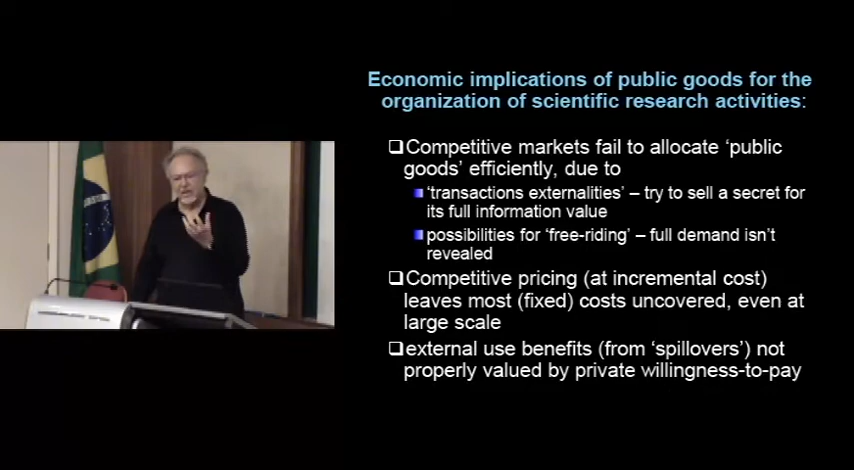 Economic implications of public goods for the
organization of scientific research activities:
❑Competitive markets fail to allocate ‘public
goods’ efficiently, due to
‘transactions externalities’ – try to sell a secret for
its full information value
possibilities for ‘free-riding’ – full demand isn’t
revealed
❑Competitive pricing (at incremental cost)
leaves most (fixed) costs uncovered, even at
large scale
❑external use benefits (from ‘spillovers’) not
properly valued by private willingness-to-pay